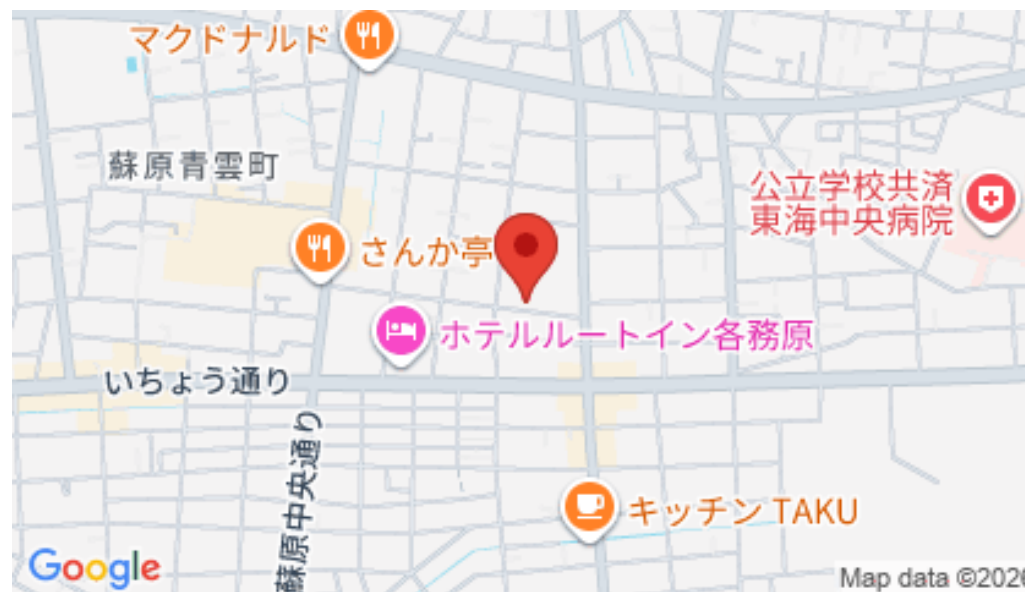 マクドナルド
蘇原青雲町
公立学校共済
東海中央病院
さんか亭
ホテルルートイン各務原
いちょう通り
蘇原中央通り
キッチン TAKU
Google
Map data ©2026